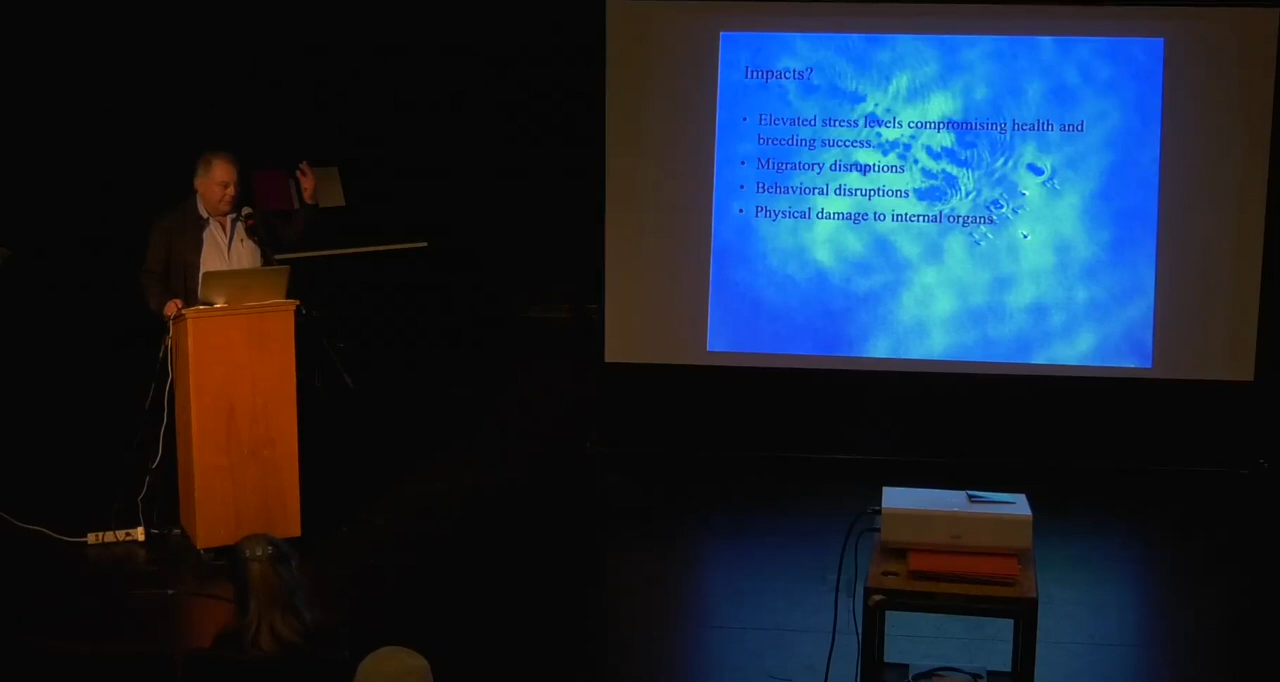 Impacts?
• Elevated stress levels compromising health and
breeding success.
• Migratory disruptions
• Behavioral disruptions
• Physical damage to internal organs